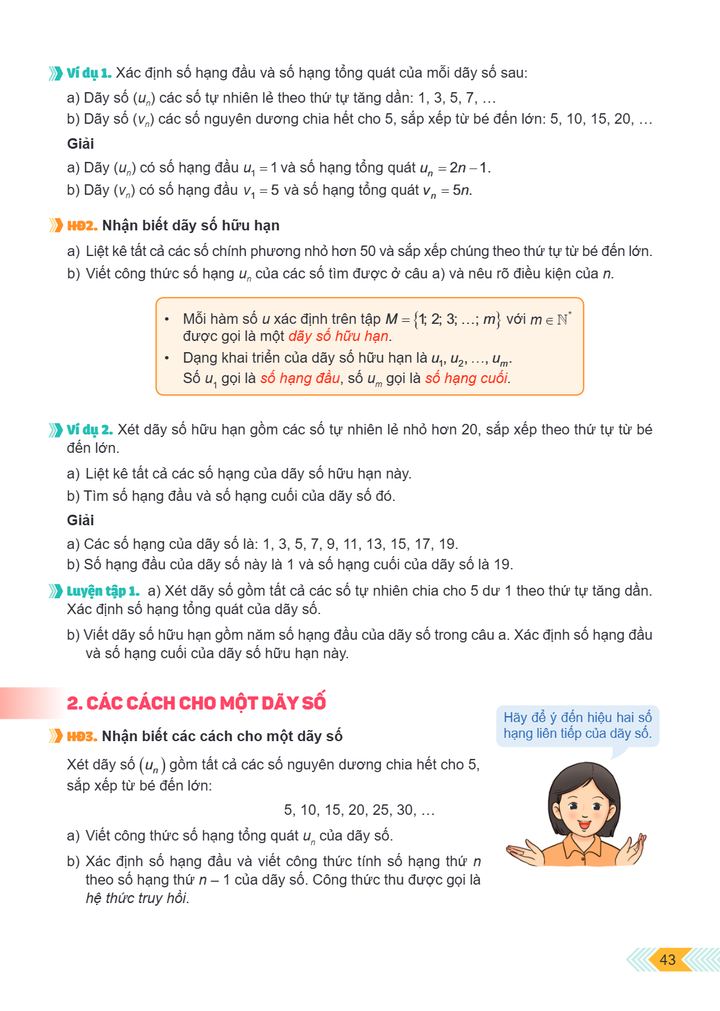 Ví dụ 1. Xác định số hạng đầu và số hạng tổng quát của mỗi dãy số sau:
a) Dãy số (uₙ) các số tự nhiên lẻ theo thứ tự tăng dần: 1, 3, 5, 7, …
b) Dãy số (vₙ) các số nguyên dương chia hết cho 5, sắp xếp từ bé đến lớn: 5, 10, 15, 20, …
Giải
a) Dãy (uₙ) có số hạng đầu u₁ = 1 và số hạng tổng quát uₙ = 2n − 1.
b) Dãy (vₙ) có số hạng đầu v₁ = 5 và số hạng tổng quát vₙ = 5n.
HĐ2. Nhận biết dãy số hữu hạn
a) Liệt kê tất cả các số chính phương nhỏ hơn 50 và sắp xếp chúng theo thứ tự từ bé đến lớn.
b) Viết công thức số hạng uₙ của các số tìm được ở câu a) và nêu rõ điều kiện của n.
• Mỗi hàm số u xác định trên tập M = {1; 2; 3; …; m} với m ∈ ℕ*
được gọi là một dãy số hữu hạn.
• Dạng khai triển của dãy số hữu hạn là u₁, u₂, …, uₘ.
Số u₁ gọi là số hạng đầu, số uₘ gọi là số hạng cuối.
Ví dụ 2. Xét dãy số hữu hạn gồm các số tự nhiên lẻ nhỏ hơn 20, sắp xếp theo thứ tự từ bé
đến lớn.
a) Liệt kê tất cả các số hạng của dãy số hữu hạn này.
b) Tìm số hạng đầu và số hạng cuối của dãy số đó.
Giải
a) Các số hạng của dãy số là: 1, 3, 5, 7, 9, 11, 13, 15, 17, 19.
b) Số hạng đầu của dãy số này là 1 và số hạng cuối của dãy số là 19.
Luyện tập 1. a) Xét dãy số gồm tất cả các số tự nhiên chia cho 5 dư 1 theo thứ tự tăng dần.
Xác định số hạng tổng quát của dãy số.
b) Viết dãy số hữu hạn gồm năm số hạng đầu của dãy số trong câu a. Xác định số hạng đầu
và số hạng cuối của dãy số hữu hạn này.
2. CÁC CÁCH CHO MỘT DÃY SỐ
HĐ3. Nhận biết các cách cho một dãy số
Xét dãy số (uₙ) gồm tất cả các số nguyên dương chia hết cho 5,
sắp xếp từ bé đến lớn:
5, 10, 15, 20, 25, 30, …
a) Viết công thức số hạng tổng quát uₙ của dãy số.
b) Xác định số hạng đầu và viết công thức tính số hạng thứ n
theo số hạng thứ n – 1 của dãy số. Công thức thu được gọi là
hệ thức truy hồi.
Hãy để ý đến hiệu hai số
hạng liên tiếp của dãy số.
43